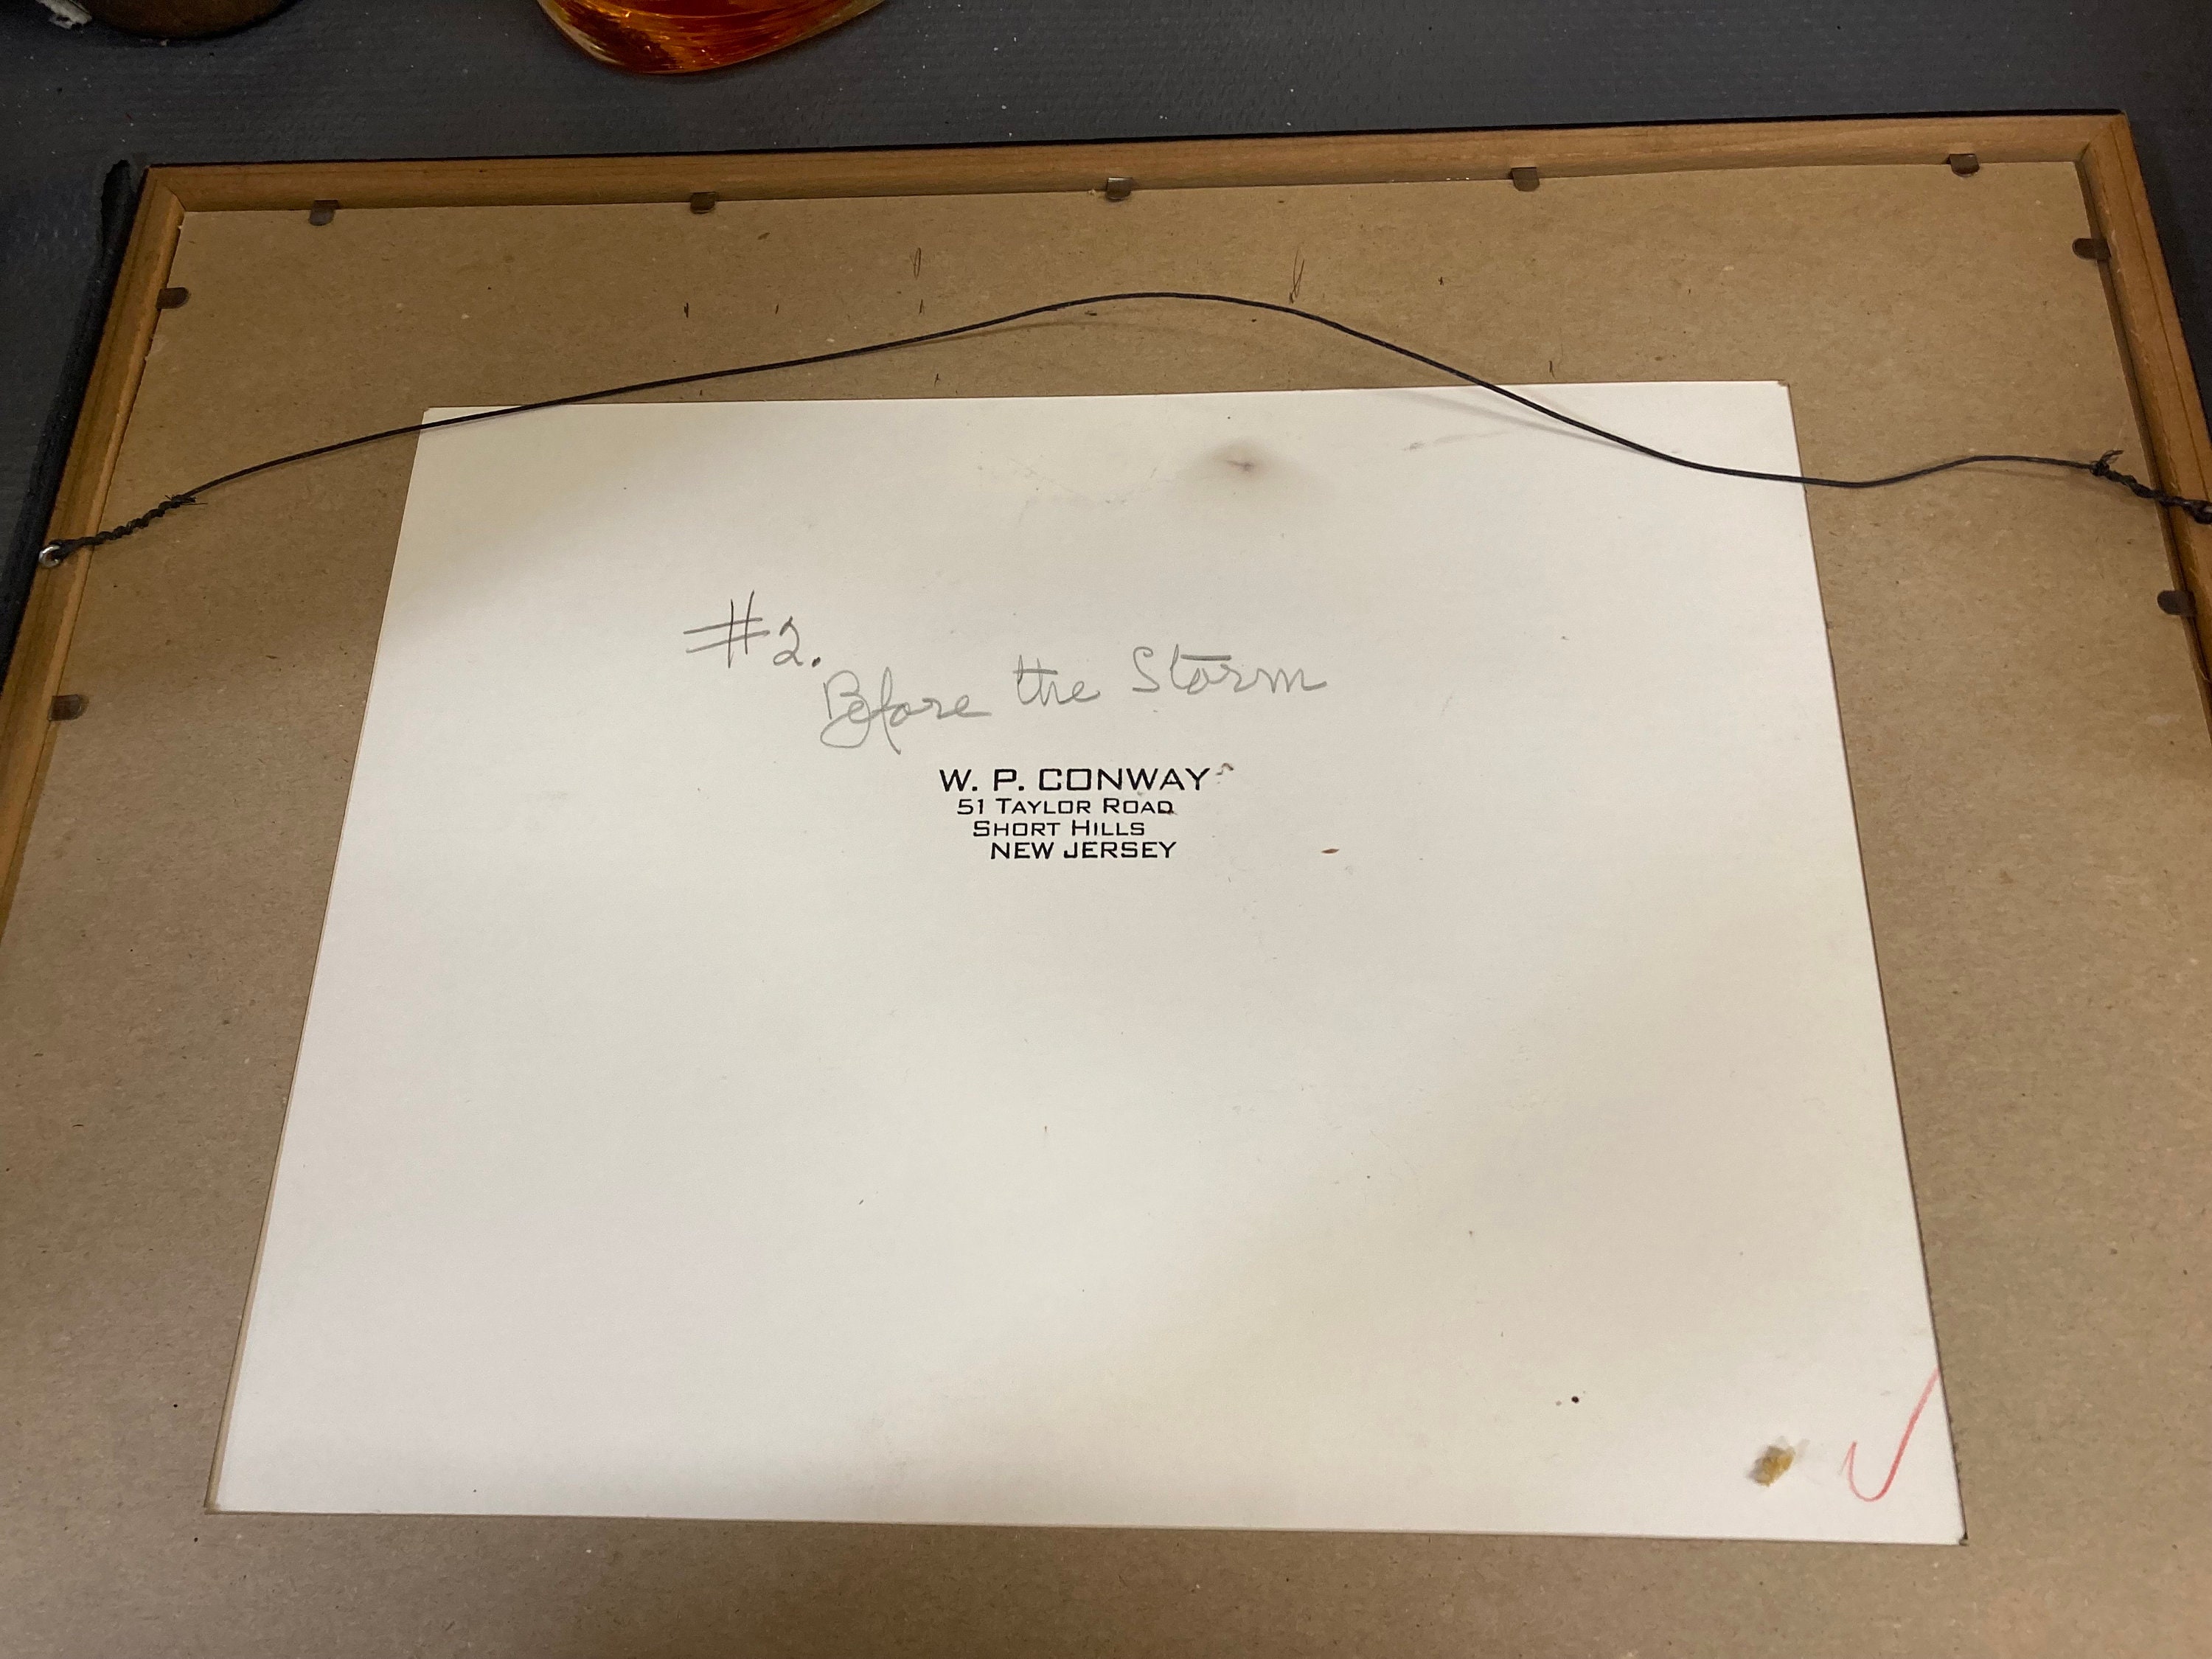 #2.
Before the Storm
W. P. CONWAY
51 TAYLOR ROAD
SHORT HILLS
NEW JERSEY